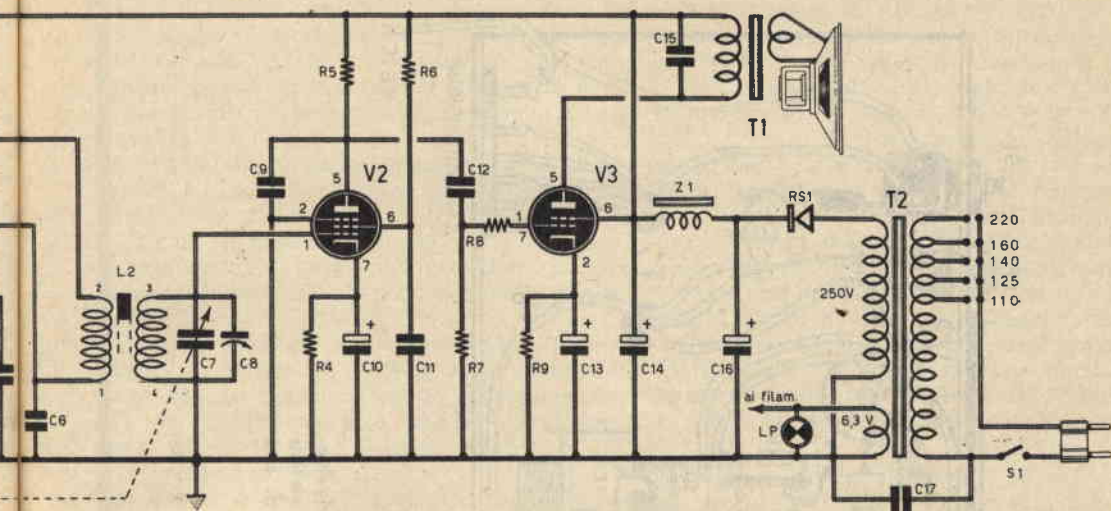 C15
R5
R6
T1
V2
V3
C9
C12
5
5
Z1
RS1
T2
2
6
1
6
220
1
R8
7
160
7
2
140
L2
2
3
125
250V
110
C7
C8
+
+
+
+
R4
C10
C11
R7
R9
C13
C14
C16
1
4
ai filam.
6,3 V
C6
LP
S1
C17